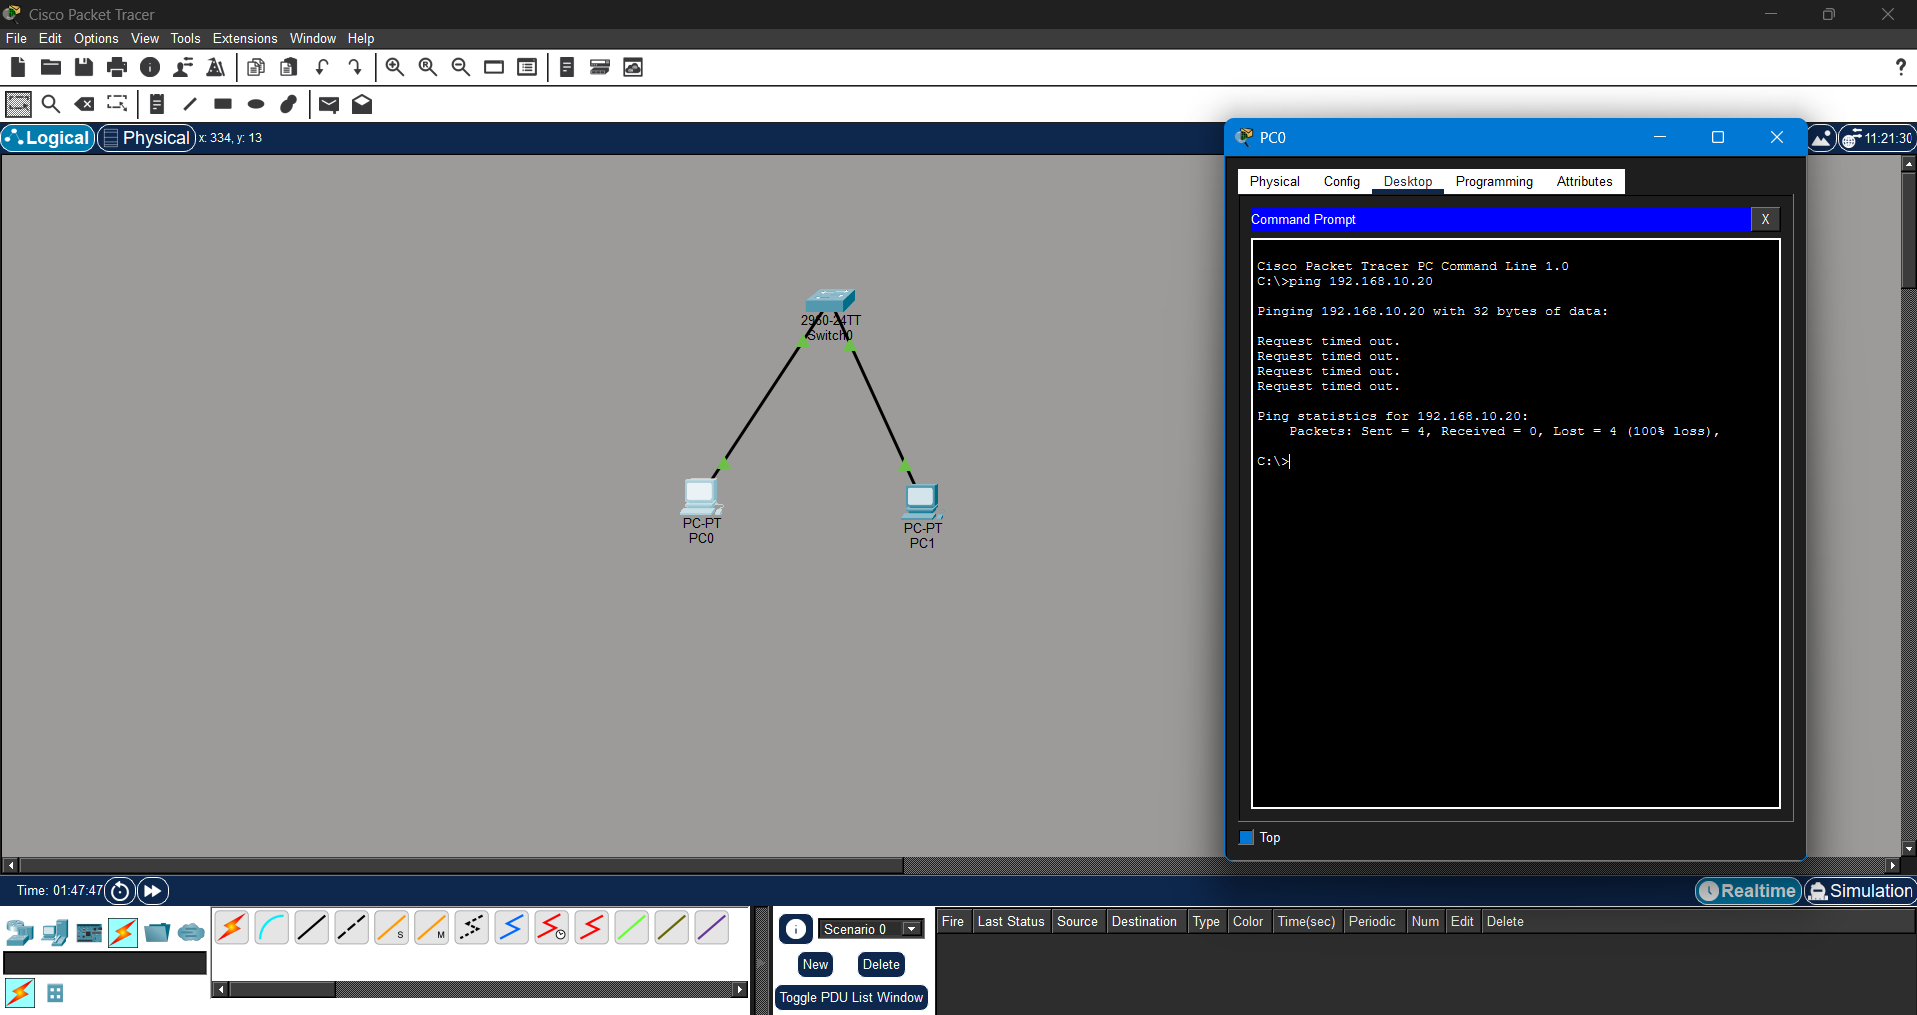 Cisco Packet Tracer
File Edit Options View Tools Extensions Window Help
?
Logical Physical x: 334, y: 13
11:21:30
2960-24TT
Switch0
PC-PT
PC0
PC-PT
PC1
PC0
Physical Config Desktop Programming Attributes
Command Prompt X
Cisco Packet Tracer PC Command Line 1.0
C:\>ping 192.168.10.20
Pinging 192.168.10.20 with 32 bytes of data:
Request timed out.
Request timed out.
Request timed out.
Request timed out.
Ping statistics for 192.168.10.20:
Packets: Sent = 4, Received = 0, Lost = 4 (100% loss),
C:\>
Top
Time: 01:47:47
Realtime Simulation
S M
Scenario 0
New Delete
Toggle PDU List Window
Fire Last Status Source Destination Type Color Time(sec) Periodic Num Edit Delete